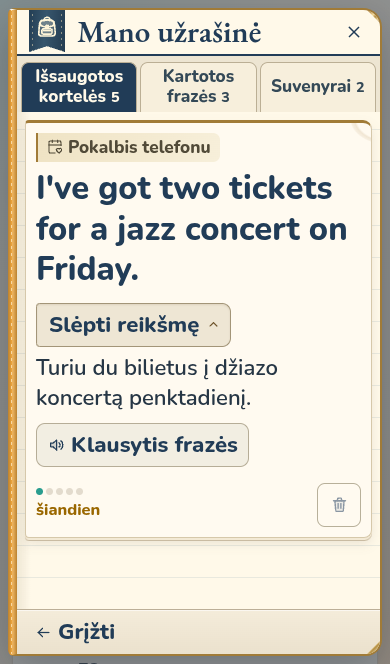 Mano užrašinė
Išsaugotos
kortelės 5
Kartotos
frazės 3
Suvenyrai 2
Pokalbis telefonu
I've got two tickets
for a jazz concert on
Friday.
Slėpti reikšmę
Turiu du bilietus į džiazo
koncertą penktadienį.
Klausytis frazės
šiandien
Grįžti